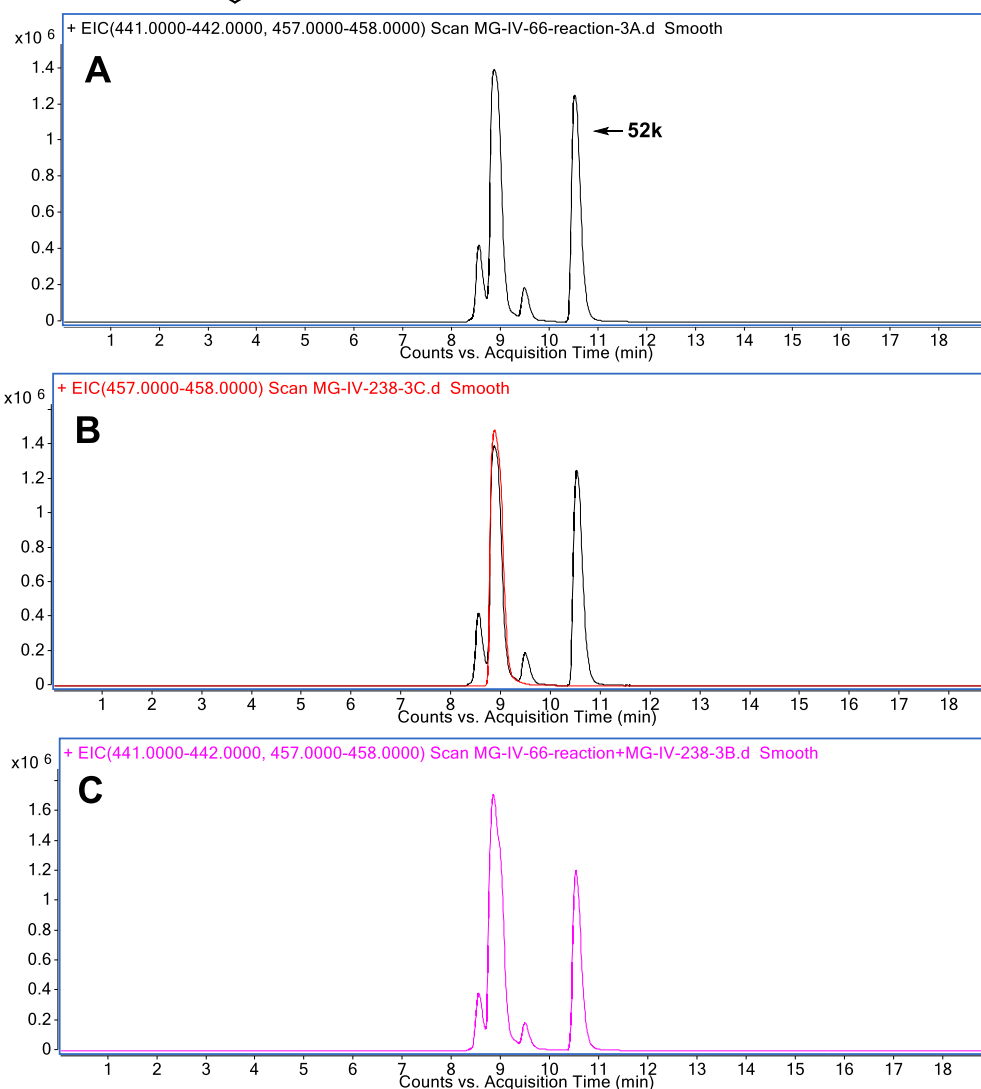 + EIC(441.0000-442.0000, 457.0000-458.0000) Scan MG-IV-66-reaction-3A.d  Smooth
x10 6
A
1.4
1.2
1
0.8
0.6
0.4
0.2
0
52k
1 2 3 4 5 6 7 8 9 10 11 12 13 14 15 16 17 18
Counts vs. Acquisition Time (min)
+ EIC(457.0000-458.0000) Scan MG-IV-238-3C.d  Smooth
x10 6
B
1.4
1.2
1
0.8
0.6
0.4
0.2
0
1 2 3 4 5 6 7 8 9 10 11 12 13 14 15 16 17 18
Counts vs. Acquisition Time (min)
+ EIC(441.0000-442.0000, 457.0000-458.0000) Scan MG-IV-66-reaction+MG-IV-238-3B.d  Smooth
x10 6
C
1.6
1.4
1.2
1
0.8
0.6
0.4
0.2
0
1 2 3 4 5 6 7 8 9 10 11 12 13 14 15 16 17 18
Counts vs. Acquisition Time (min)